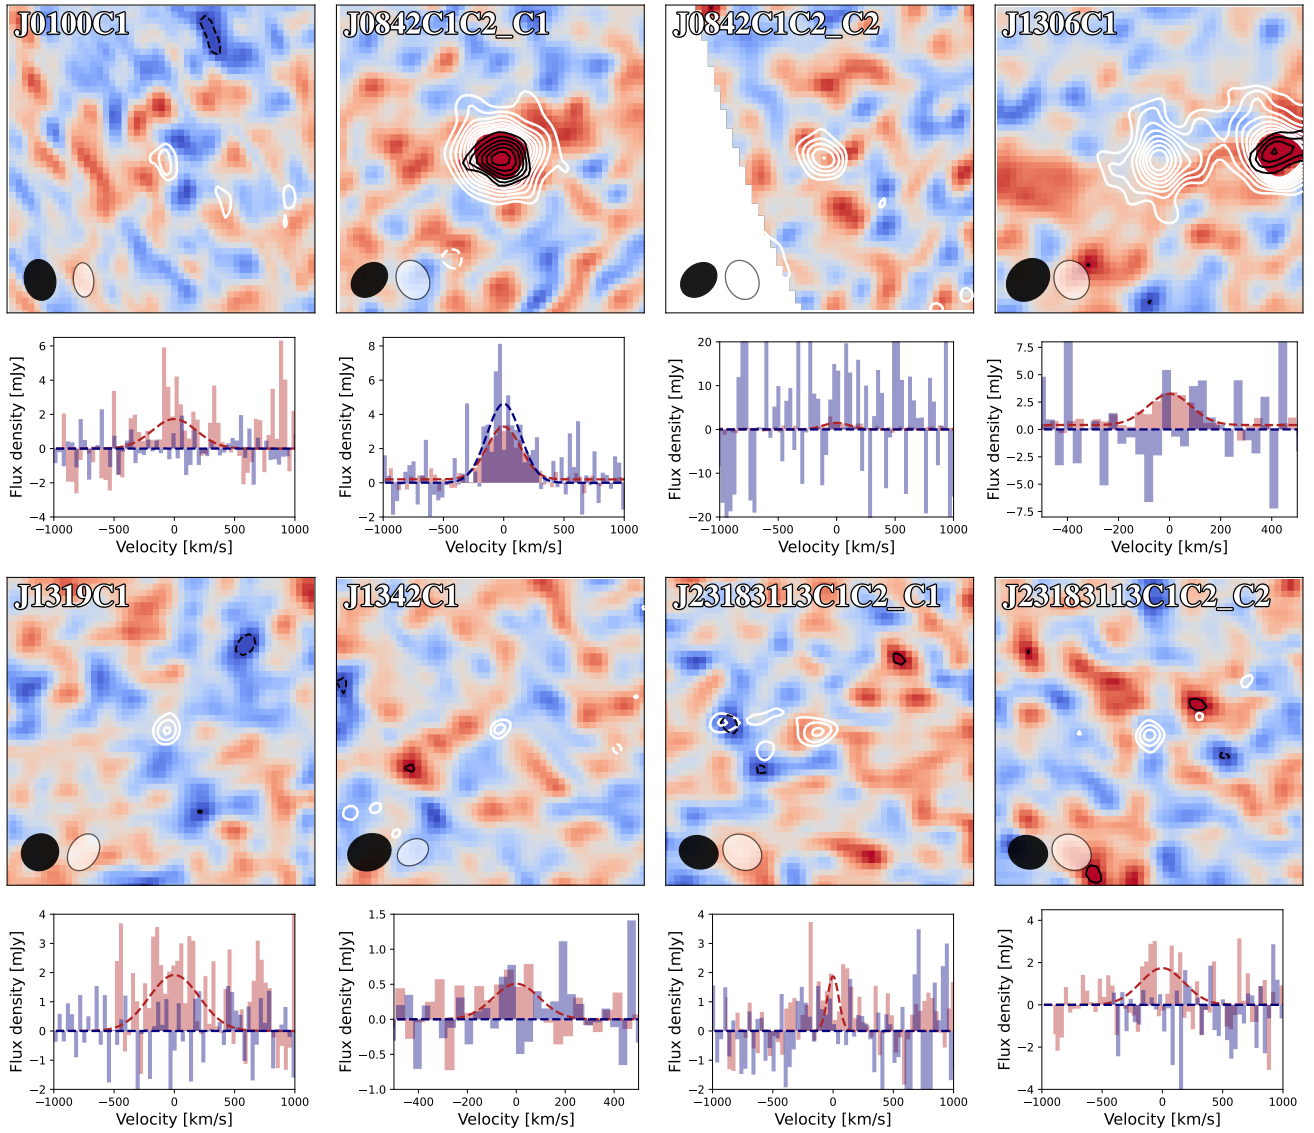 J0100C1
J0842C1C2_C1
J0842C1C2_C2
J1306C1
Flux density [mJy]
6
4
2
0
−2
−4
−1000 −500 0 500 1000
Velocity [km/s]
Flux density [mJy]
8
6
4
2
0
−2
−1000 −500 0 500 1000
Velocity [km/s]
Flux density [mJy]
20
10
0
−10
−20
−1000 −500 0 500 1000
Velocity [km/s]
Flux density [mJy]
7.5
5.0
2.5
0.0
−2.5
−5.0
−7.5
−400 −200 0 200 400
Velocity [km/s]
J1319C1
J1342C1
J23183113C1C2_C1
J23183113C1C2_C2
Flux density [mJy]
4
3
2
1
0
−1
−2
−1000 −500 0 500 1000
Velocity [km/s]
Flux density [mJy]
1.5
1.0
0.5
0.0
−0.5
−1.0
−400 −200 0 200 400
Velocity [km/s]
Flux density [mJy]
4
3
2
1
0
−1
−2
−1000 −500 0 500 1000
Velocity [km/s]
Flux density [mJy]
4
2
0
−2
−4
−1000 −500 0 500 1000
Velocity [km/s]